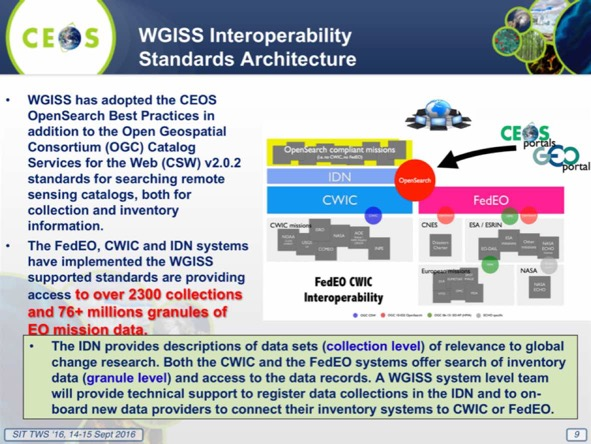 CEOS
WGISS Interoperability
Standards Architecture
• WGISS has adopted the CEOS
OpenSearch Best Practices in
addition to the Open Geospatial
Consortium (OGC) Catalog
Services for the Web (CSW) v2.0.2
standards for searching remote
sensing catalogs, both for
collection and inventory
information.
• The FedEO, CWIC and IDN systems
have implemented the WGISS
supported standards are providing
access to over 2300 collections
and 76+ millions granules of
EO mission data.
CEOS
portals
GEO
portal
OpenSearch compliant missions
(i.e. no CWIC, no FedEO)
IDN
OpenSearch
CWIC
FedEO
CWIC missions
CNES
ESA / ESRIN
European missions
NASA
NASA
ECHO
FedEO CWIC
Interoperability
• The IDN provides descriptions of data sets (collection level) of relevance to global
change research. Both the CWIC and the FedEO systems offer search of inventory
data (granule level) and access to the data records. A WGISS system level team
will provide technical support to register data collections in the IDN and to on-
board new data providers to connect their inventory systems to CWIC or FedEO.
SIT TWS '16, 14-15 Sept 2016
9